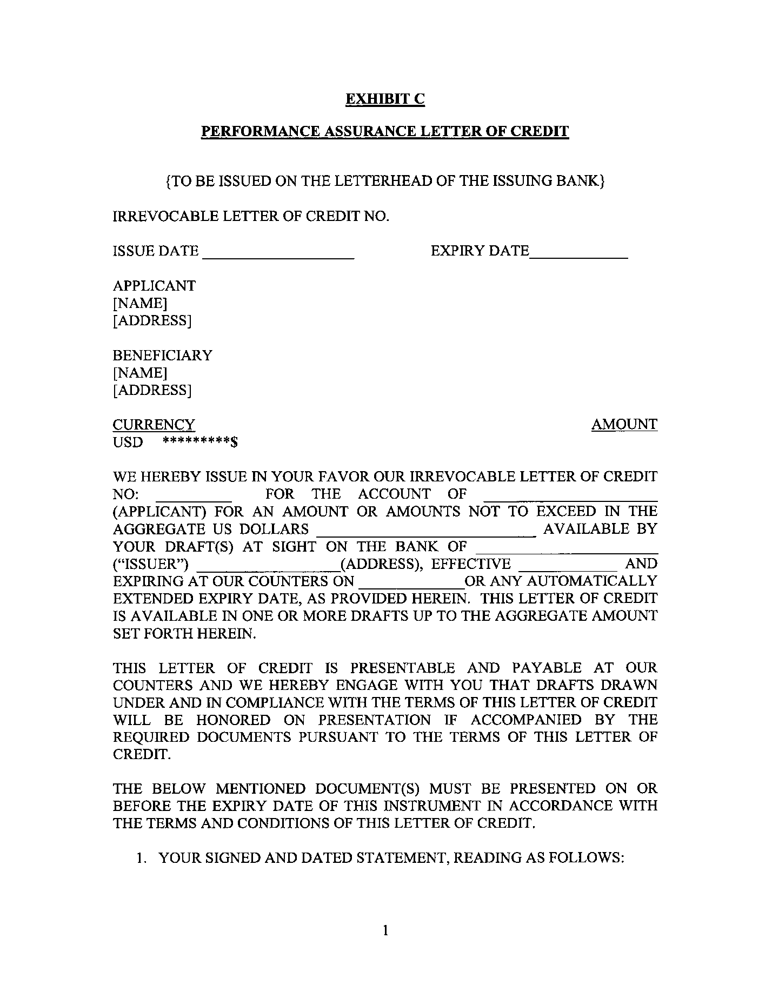 EXHIBIT C
PERFORMANCE ASSURANCE LETTER OF CREDIT
{TO BE ISSUED ON THE LETTERHEAD OF THE ISSUING BANK}
IRREVOCABLE LETTER OF CREDIT NO.
ISSUE DATE ____________________ EXPIRY DATE_____________
APPLICANT
[NAME]
[ADDRESS]
BENEFICIARY
[NAME]
[ADDRESS]
CURRENCY AMOUNT
USD *********$
WE HEREBY ISSUE IN YOUR FAVOR OUR IRREVOCABLE LETTER OF CREDIT
NO: __________ FOR THE ACCOUNT OF _______________________
(APPLICANT) FOR AN AMOUNT OR AMOUNTS NOT TO EXCEED IN THE
AGGREGATE US DOLLARS _____________________________ AVAILABLE BY
YOUR DRAFT(S) AT SIGHT ON THE BANK OF ________________________
("ISSUER") ___________________(ADDRESS), EFFECTIVE _____________ AND
EXPIRING AT OUR COUNTERS ON ______________OR ANY AUTOMATICALLY
EXTENDED EXPIRY DATE, AS PROVIDED HEREIN. THIS LETTER OF CREDIT
IS AVAILABLE IN ONE OR MORE DRAFTS UP TO THE AGGREGATE AMOUNT
SET FORTH HEREIN.
THIS LETTER OF CREDIT IS PRESENTABLE AND PAYABLE AT OUR
COUNTERS AND WE HEREBY ENGAGE WITH YOU THAT DRAFTS DRAWN
UNDER AND IN COMPLIANCE WITH THE TERMS OF THIS LETTER OF CREDIT
WILL BE HONORED ON PRESENTATION IF ACCOMPANIED BY THE
REQUIRED DOCUMENTS PURSUANT TO THE TERMS OF THIS LETTER OF
CREDIT.
THE BELOW MENTIONED DOCUMENT(S) MUST BE PRESENTED ON OR
BEFORE THE EXPIRY DATE OF THIS INSTRUMENT IN ACCORDANCE WITH
THE TERMS AND CONDITIONS OF THIS LETTER OF CREDIT.
1. YOUR SIGNED AND DATED STATEMENT, READING AS FOLLOWS:
1